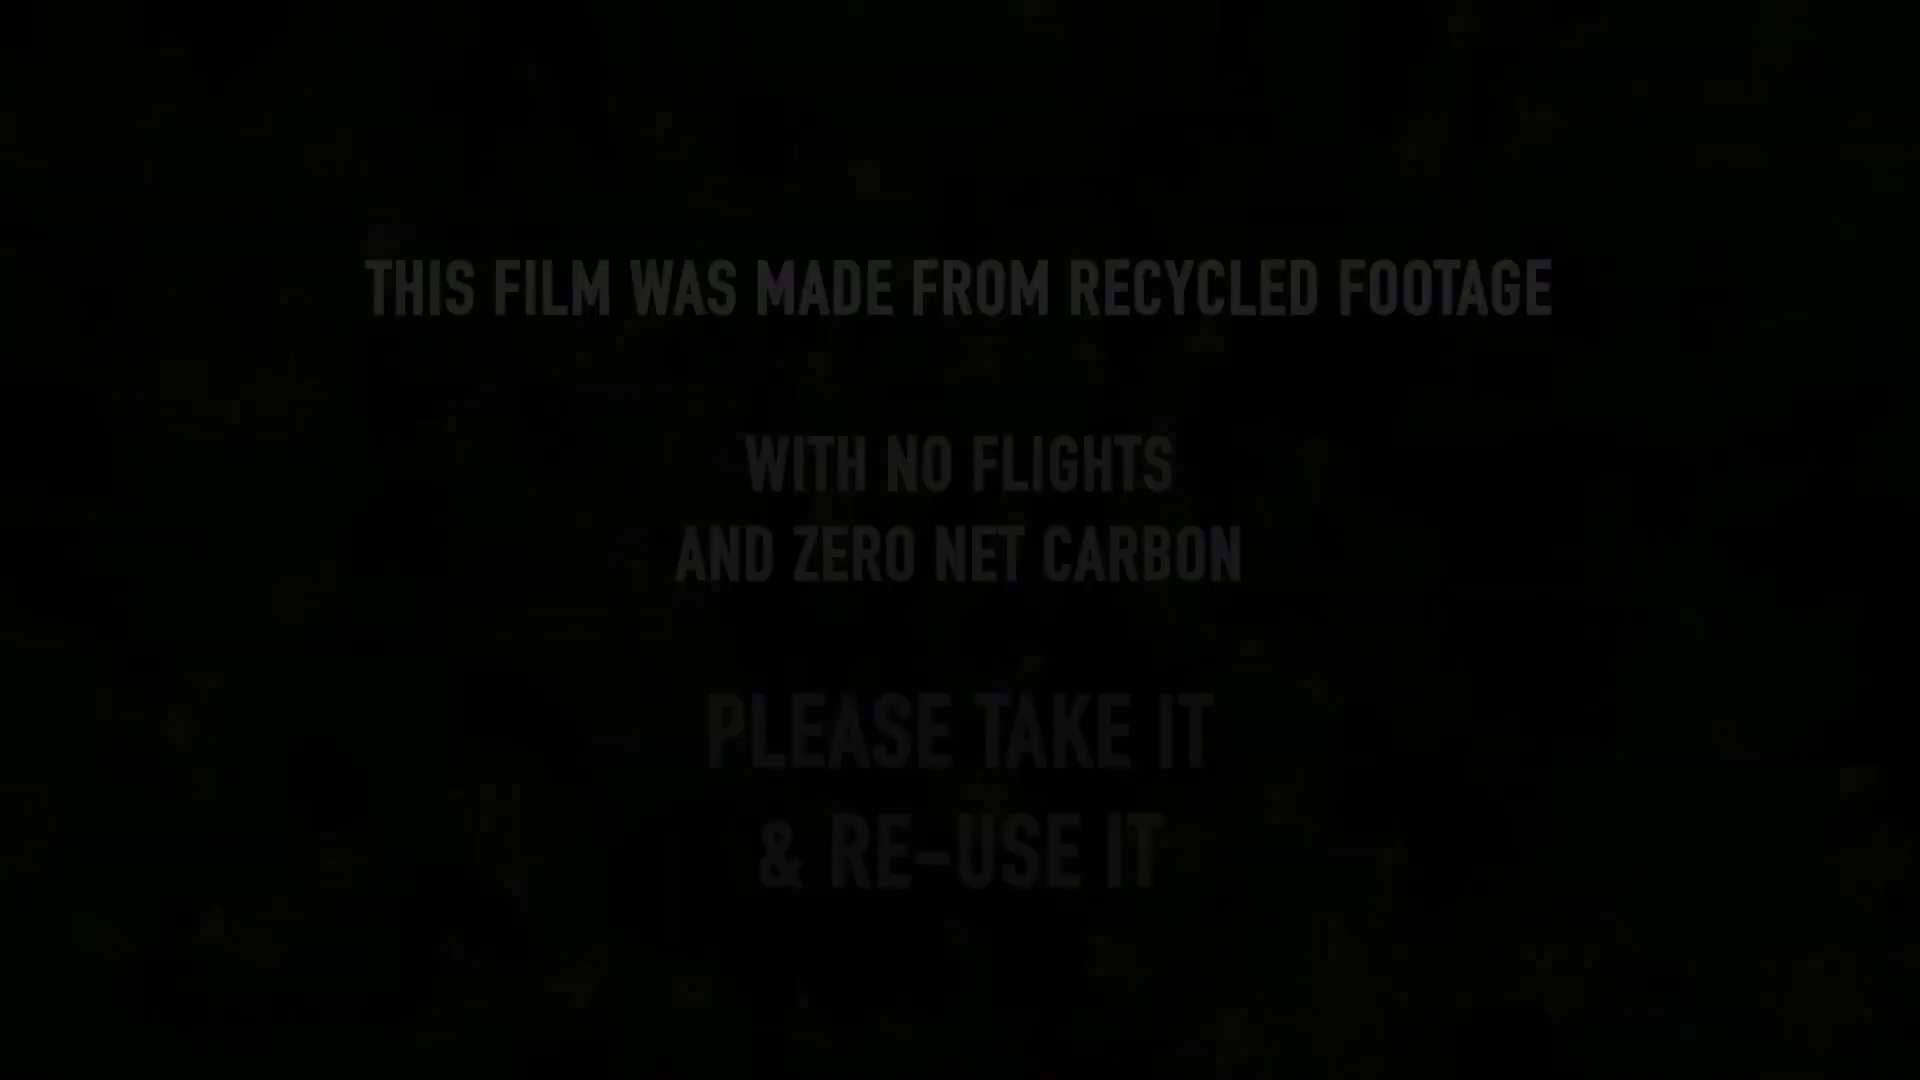 THIS FILM WAS MADE FROM RECYCLED FOOTAGE
WITH NO FLIGHTS
AND ZERO NET CARBON
PLEASE TAKE IT
& RE-USE IT